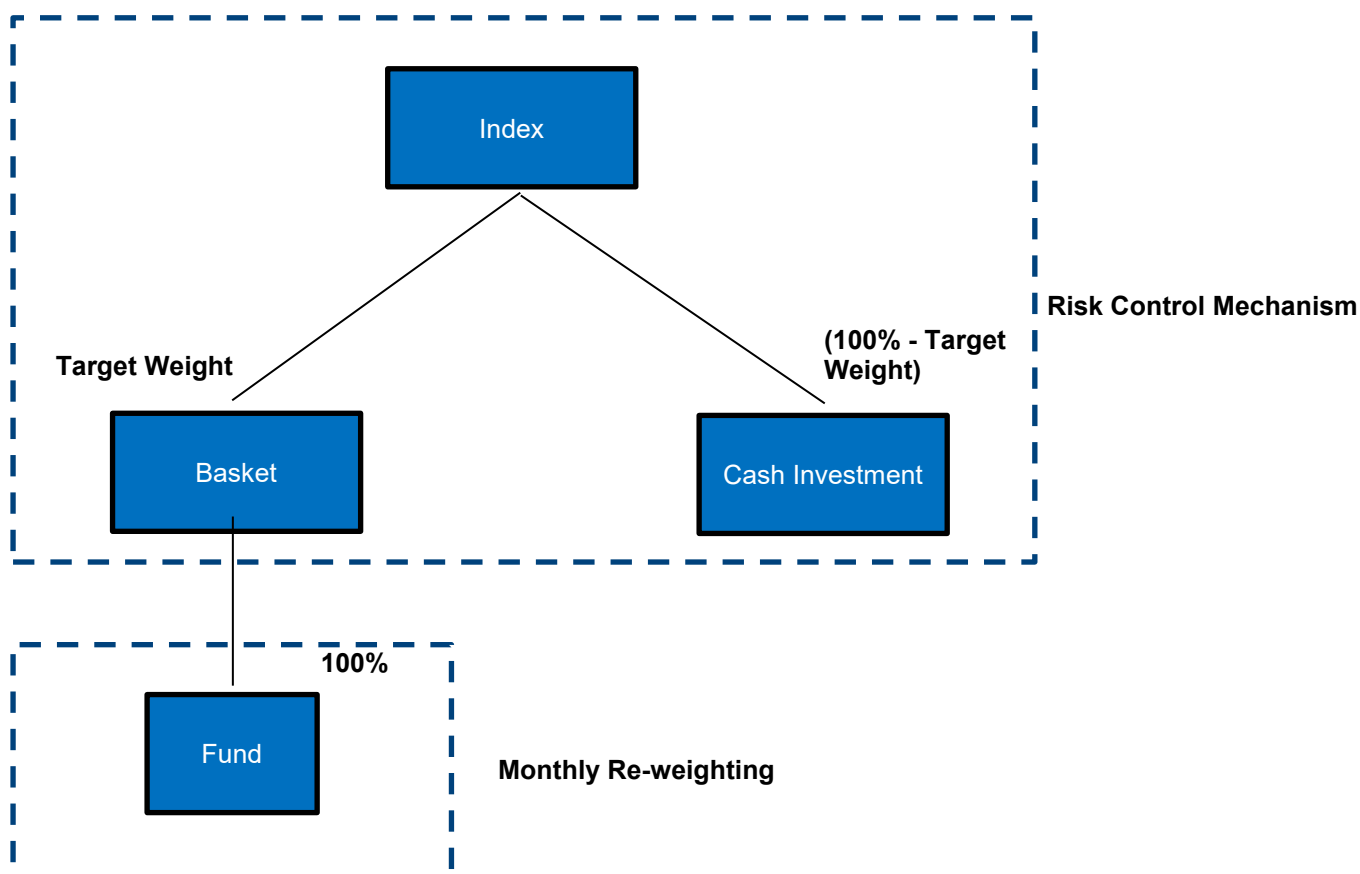 Index
Risk Control Mechanism
(100% - Target
Weight)
Target Weight
Basket
Cash Investment
100%
Fund
Monthly Re-weighting